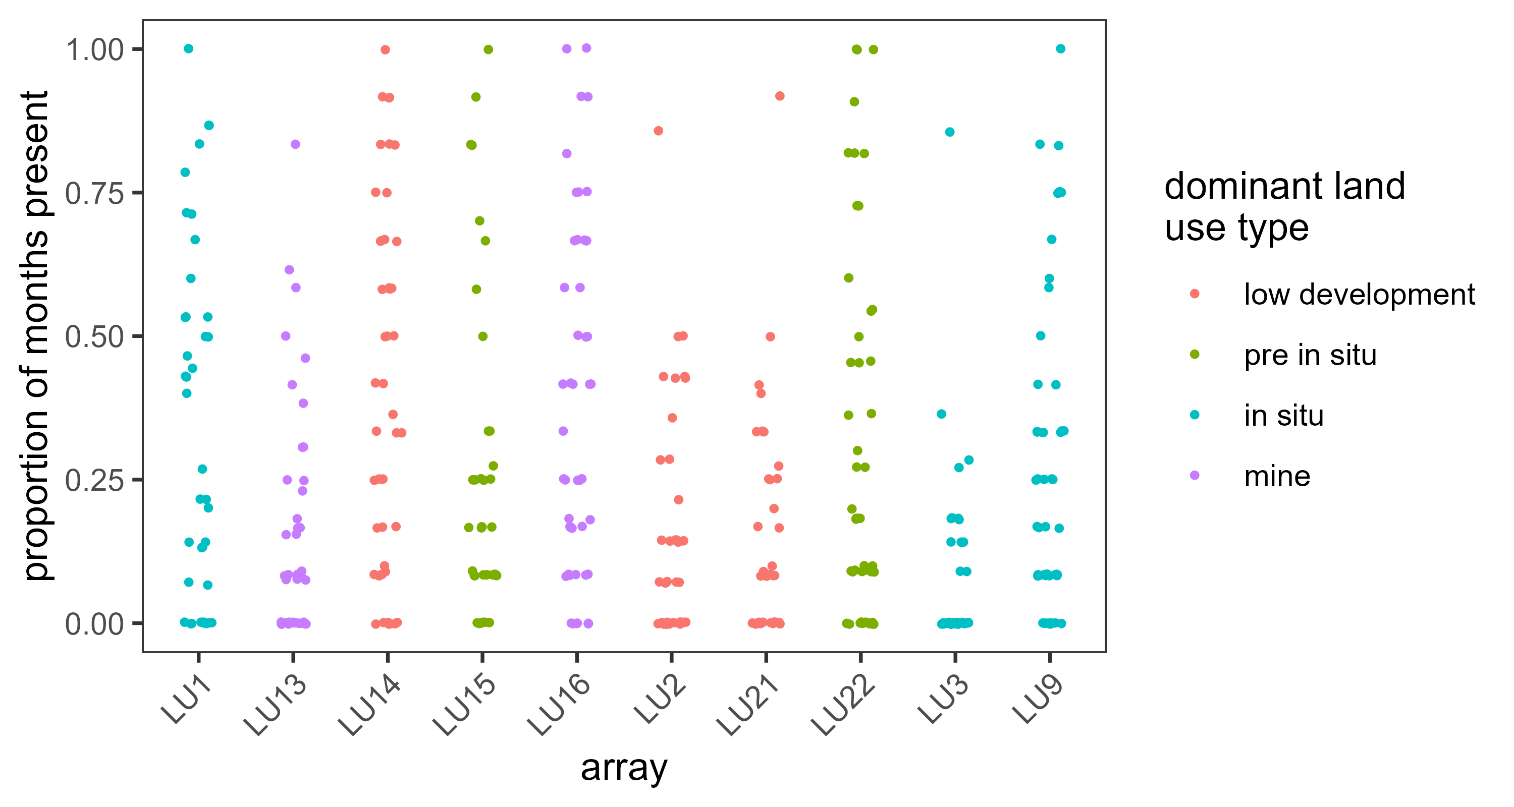 proportion of months present
1.00
0.75
0.50
0.25
0.00
LU1
LU13
LU14
LU15
LU16
LU2
LU21
LU22
LU3
LU9
array
dominant land
use type
low development
pre in situ
in situ
mine